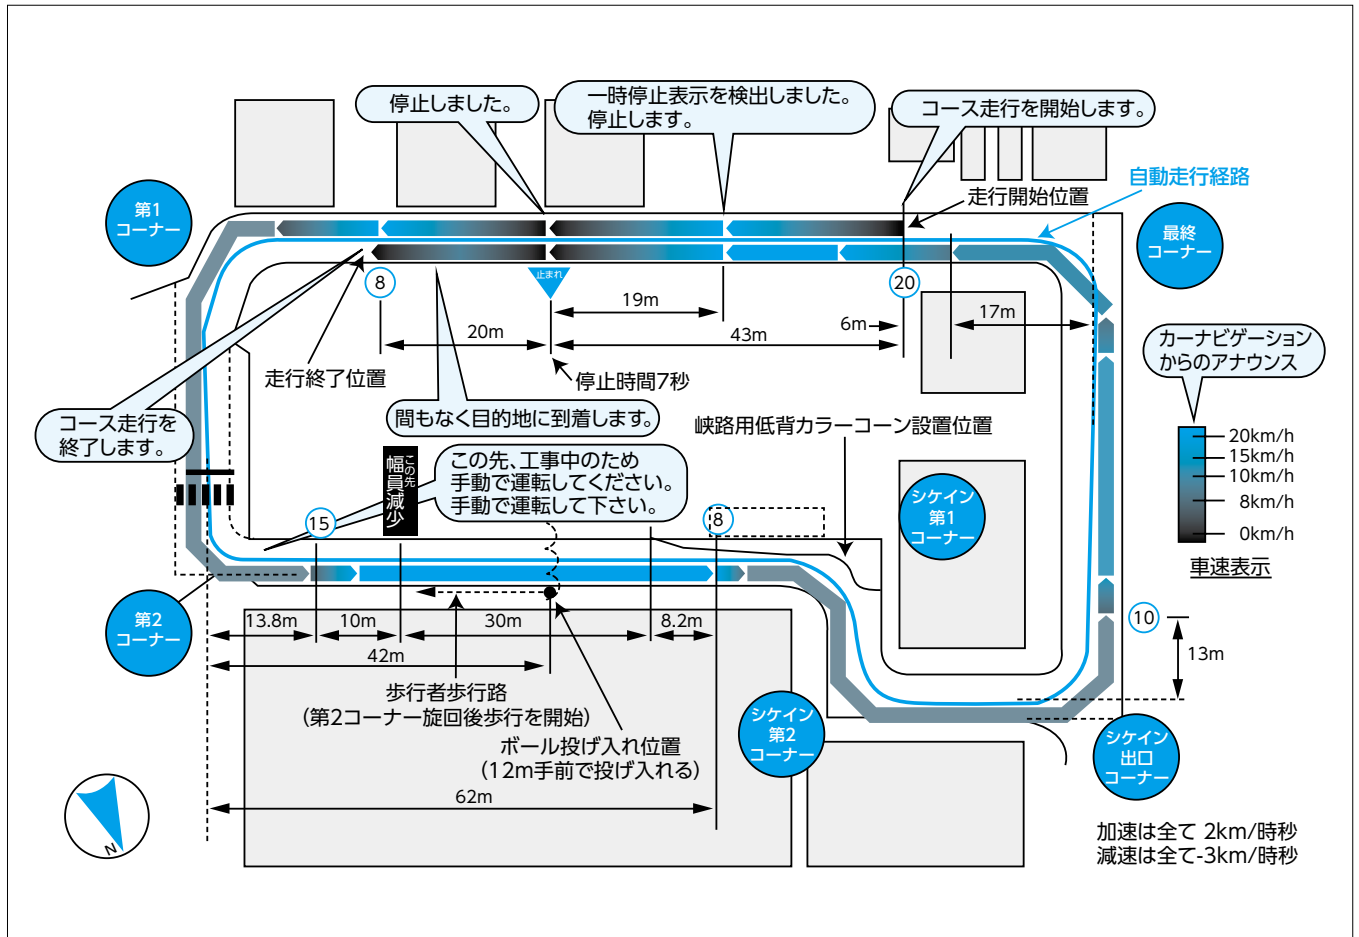 停止しました。
一時停止表示を検出しました。
停止します。
コース走行を開始します。
自動走行経路
走行開始位置
第1
コーナー
最終
コーナー
止まれ
8
20
19m
6m
17m
20m
43m
走行終了位置
停止時間7秒
カーナビゲーション
からのアナウンス
コース走行を
終了します。
間もなく目的地に到着します。
峡路用低背カラーコーン設置位置
20km/h
15km/h
10km/h
8km/h
0km/h
車速表示
この先
幅員減少
この先、工事中のため
手動で運転してください。
手動で運転して下さい。
シケイン
第1
コーナー
15
8
第2
コーナー
13.8m
10m
30m
8.2m
10
13m
42m
歩行者歩行路
(第2コーナー旋回後歩行を開始)
ボール投げ入れ位置
(12m手前で投げ入れる)
シケイン
第2
コーナー
シケイン
出口
コーナー
62m
N
加速は全て 2km/時秒
減速は全て-3km/時秒